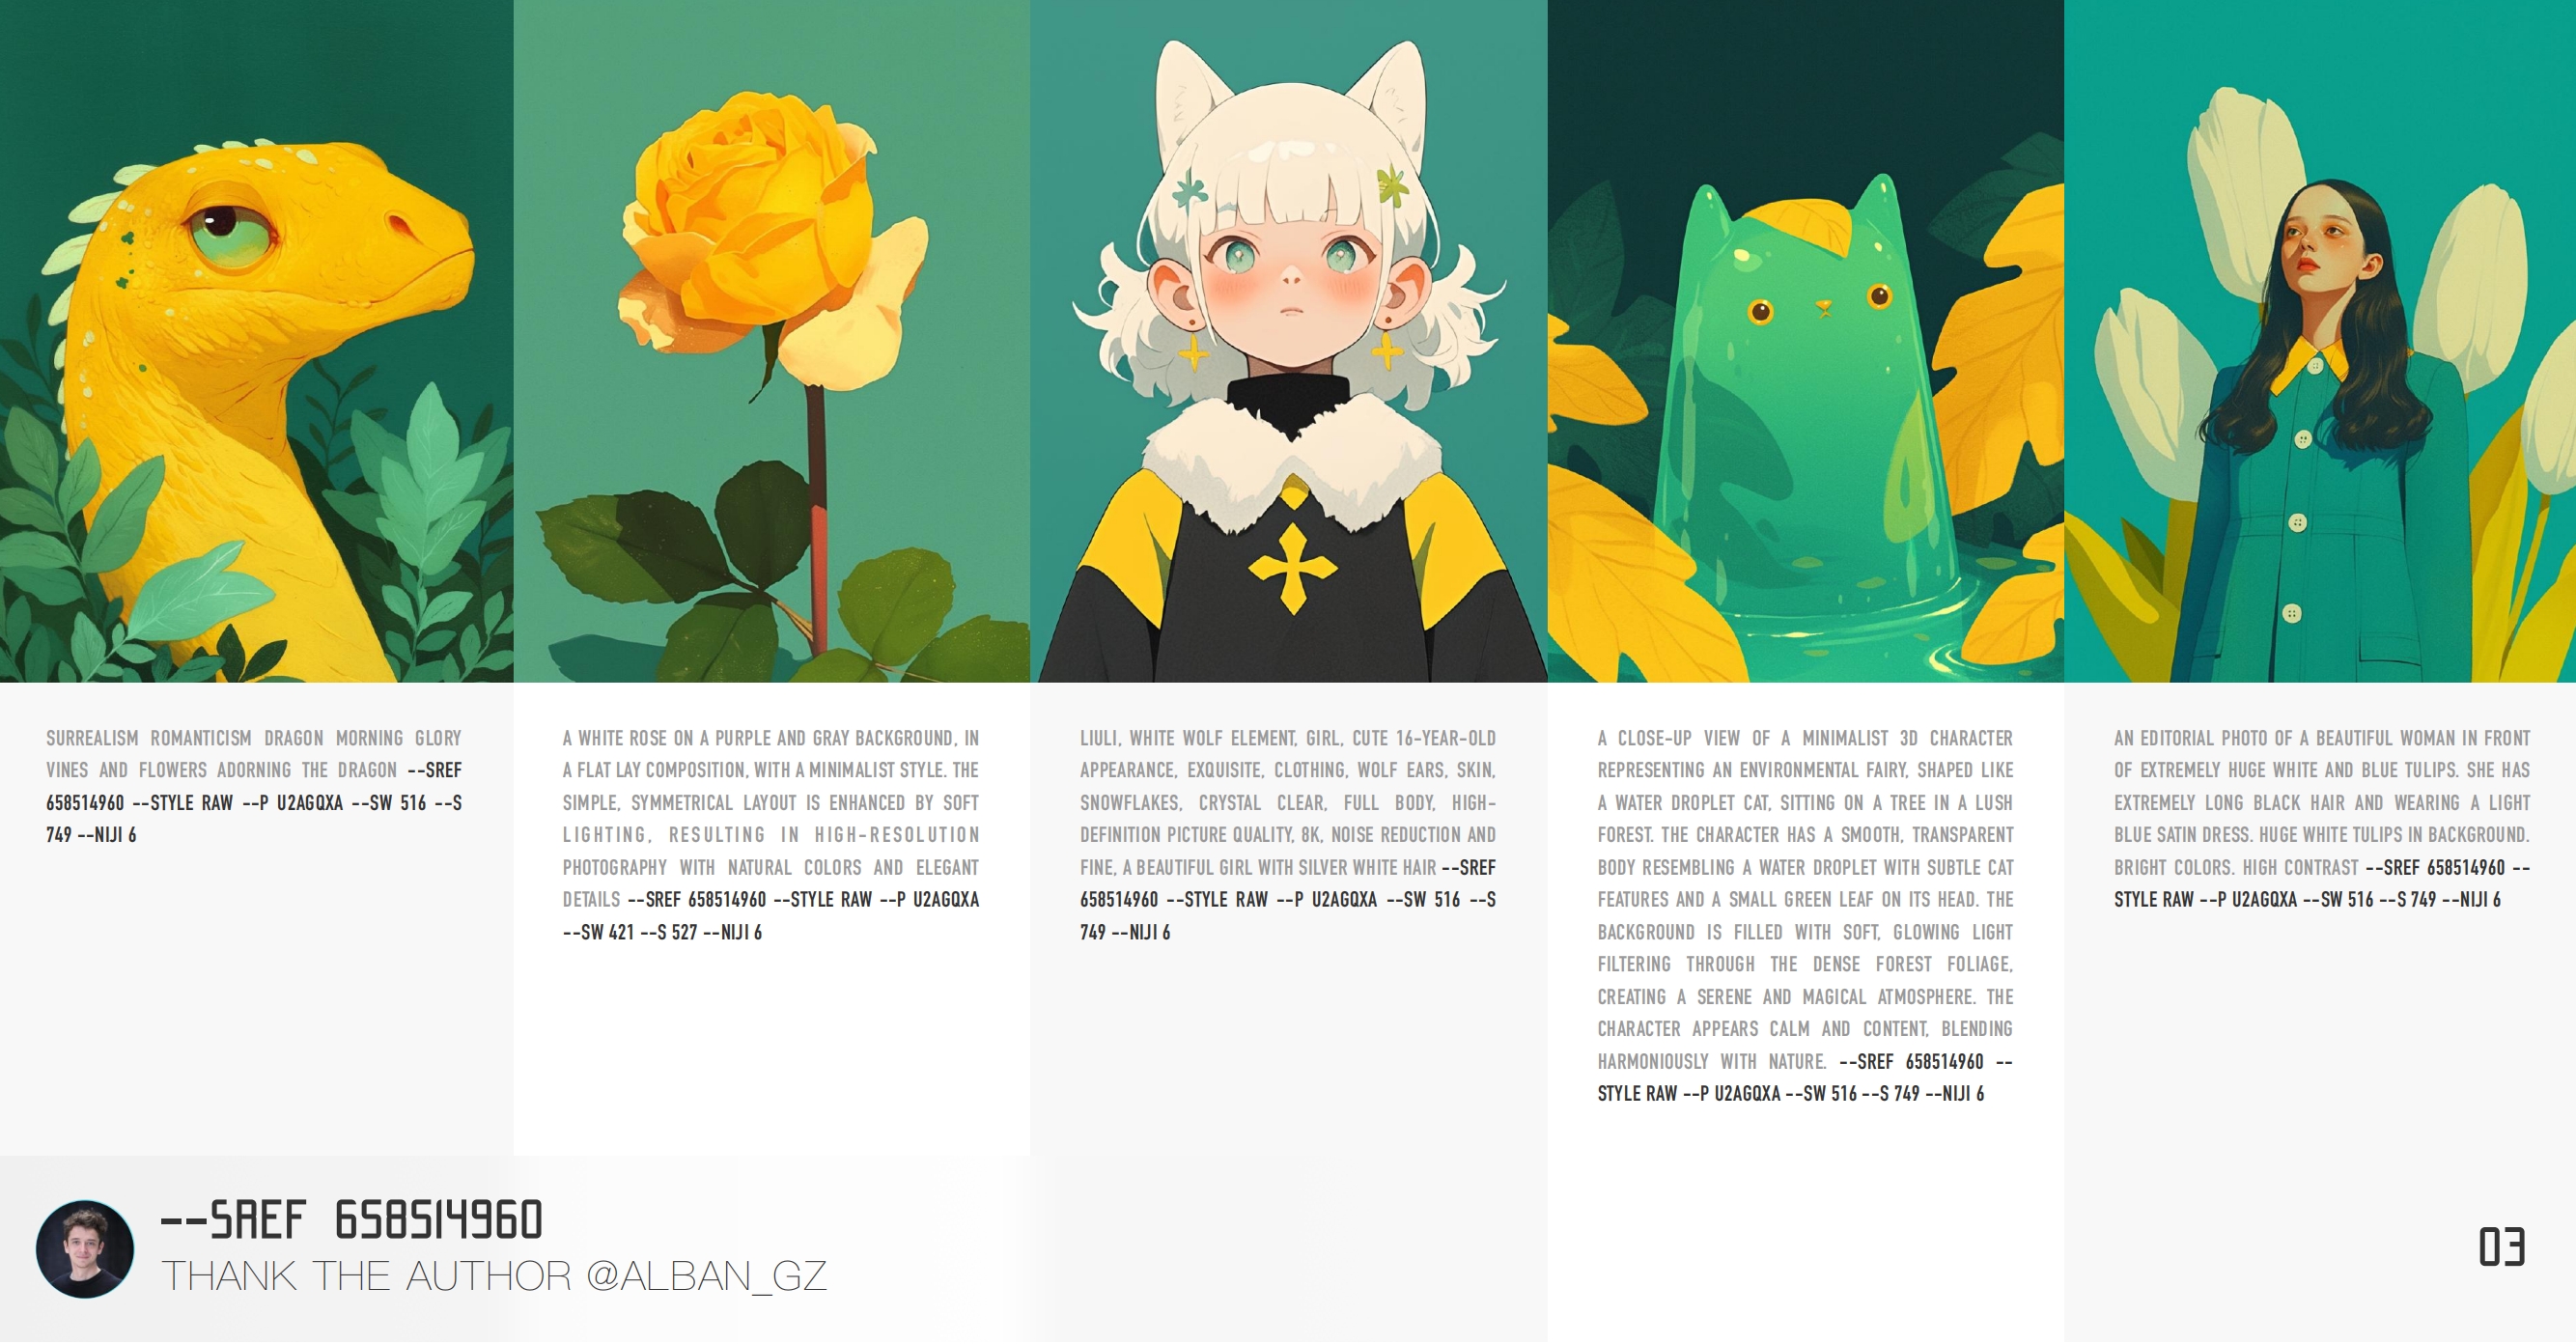 SURREALISM ROMANTICISM DRAGON MORNING GLORY
VINES AND FLOWERS ADORNING THE DRAGON --SREF
658514960 --STYLE RAW --P U2AGQXA --SW 516 --S
749 --NIJI 6
A WHITE ROSE ON A PURPLE AND GRAY BACKGROUND, IN
A FLAT LAY COMPOSITION, WITH A MINIMALIST STYLE. THE
SIMPLE, SYMMETRICAL LAYOUT IS ENHANCED BY SOFT
LIGHTING, RESULTING IN HIGH-RESOLUTION
PHOTOGRAPHY WITH NATURAL COLORS AND ELEGANT
DETAILS --SREF 658514960 --STYLE RAW --P U2AGQXA
--SW 421 --S 527 --NIJI 6
LIULI, WHITE WOLF ELEMENT, GIRL, CUTE 16-YEAR-OLD
APPEARANCE, EXQUISITE, CLOTHING, WOLF EARS, SKIN,
SNOWFLAKES, CRYSTAL CLEAR, FULL BODY, HIGH-
DEFINITION PICTURE QUALITY, 8K, NOISE REDUCTION AND
FINE, A BEAUTIFUL GIRL WITH SILVER WHITE HAIR --SREF
658514960 --STYLE RAW --P U2AGQXA --SW 516 --S
749 --NIJI 6
A CLOSE-UP VIEW OF A MINIMALIST 3D CHARACTER
REPRESENTING AN ENVIRONMENTAL FAIRY, SHAPED LIKE
A WATER DROPLET CAT, SITTING ON A TREE IN A LUSH
FOREST. THE CHARACTER HAS A SMOOTH, TRANSPARENT
BODY RESEMBLING A WATER DROPLET WITH SUBTLE CAT
FEATURES AND A SMALL GREEN LEAF ON ITS HEAD. THE
BACKGROUND IS FILLED WITH SOFT, GLOWING LIGHT
FILTERING THROUGH THE DENSE FOREST FOLIAGE,
CREATING A SERENE AND MAGICAL ATMOSPHERE. THE
CHARACTER APPEARS CALM AND CONTENT, BLENDING
HARMONIOUSLY WITH NATURE. --SREF 658514960 --
STYLE RAW --P U2AGQXA --SW 516 --S 749 --NIJI 6
AN EDITORIAL PHOTO OF A BEAUTIFUL WOMAN IN FRONT
OF EXTREMELY HUGE WHITE AND BLUE TULIPS. SHE HAS
EXTREMELY LONG BLACK HAIR AND WEARING A LIGHT
BLUE SATIN DRESS. HUGE WHITE TULIPS IN BACKGROUND.
BRIGHT COLORS. HIGH CONTRAST --SREF 658514960 --
STYLE RAW --P U2AGQXA --SW 516 --S 749 --NIJI 6
--SREF 658514960
THANK THE AUTHOR @ALBAN_GZ
03